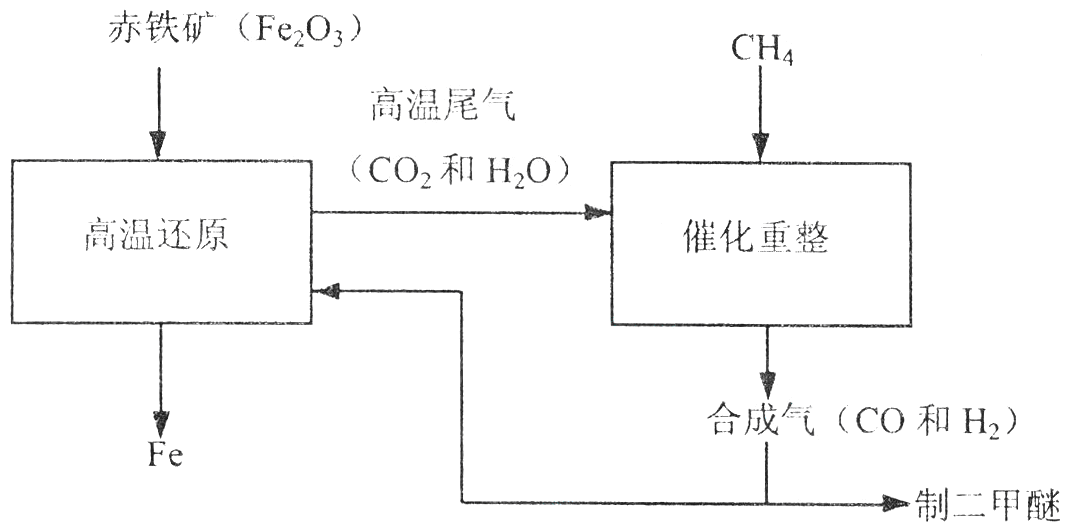 赤铁矿（Fe₂O₃）
CH₄
高温尾气
（CO₂和H₂O）
高温还原
催化重整
合成气（CO和H₂）
Fe
制二甲醚